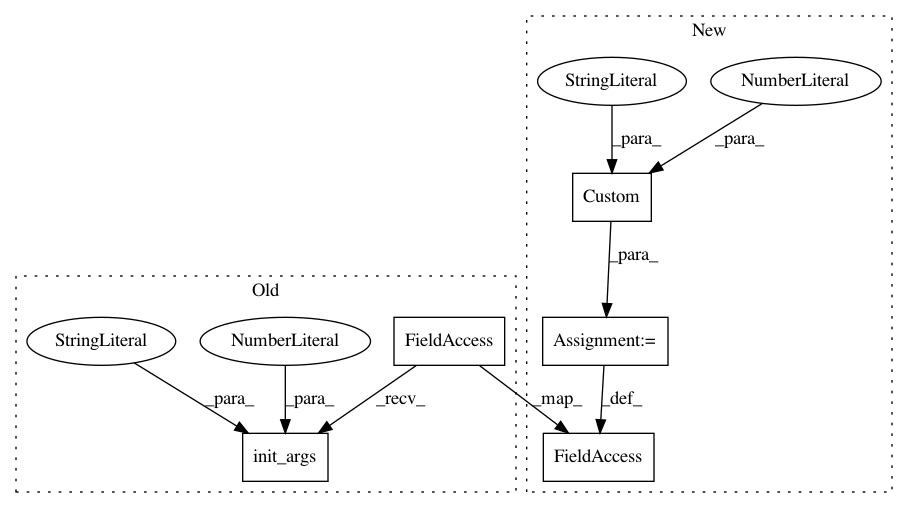 New
StringLiteral
NumberLiteral
_para_
_para_
Custom
_para_
Old
StringLiteral
NumberLiteral
FieldAccess
Assignment:=
_para_
_para_
_recv_
_map_
_def_
init_args
FieldAccess